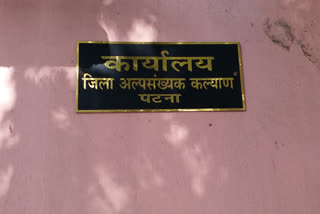 कार्यालय
जिला अल्पसंख्यक कल्याण
पटना